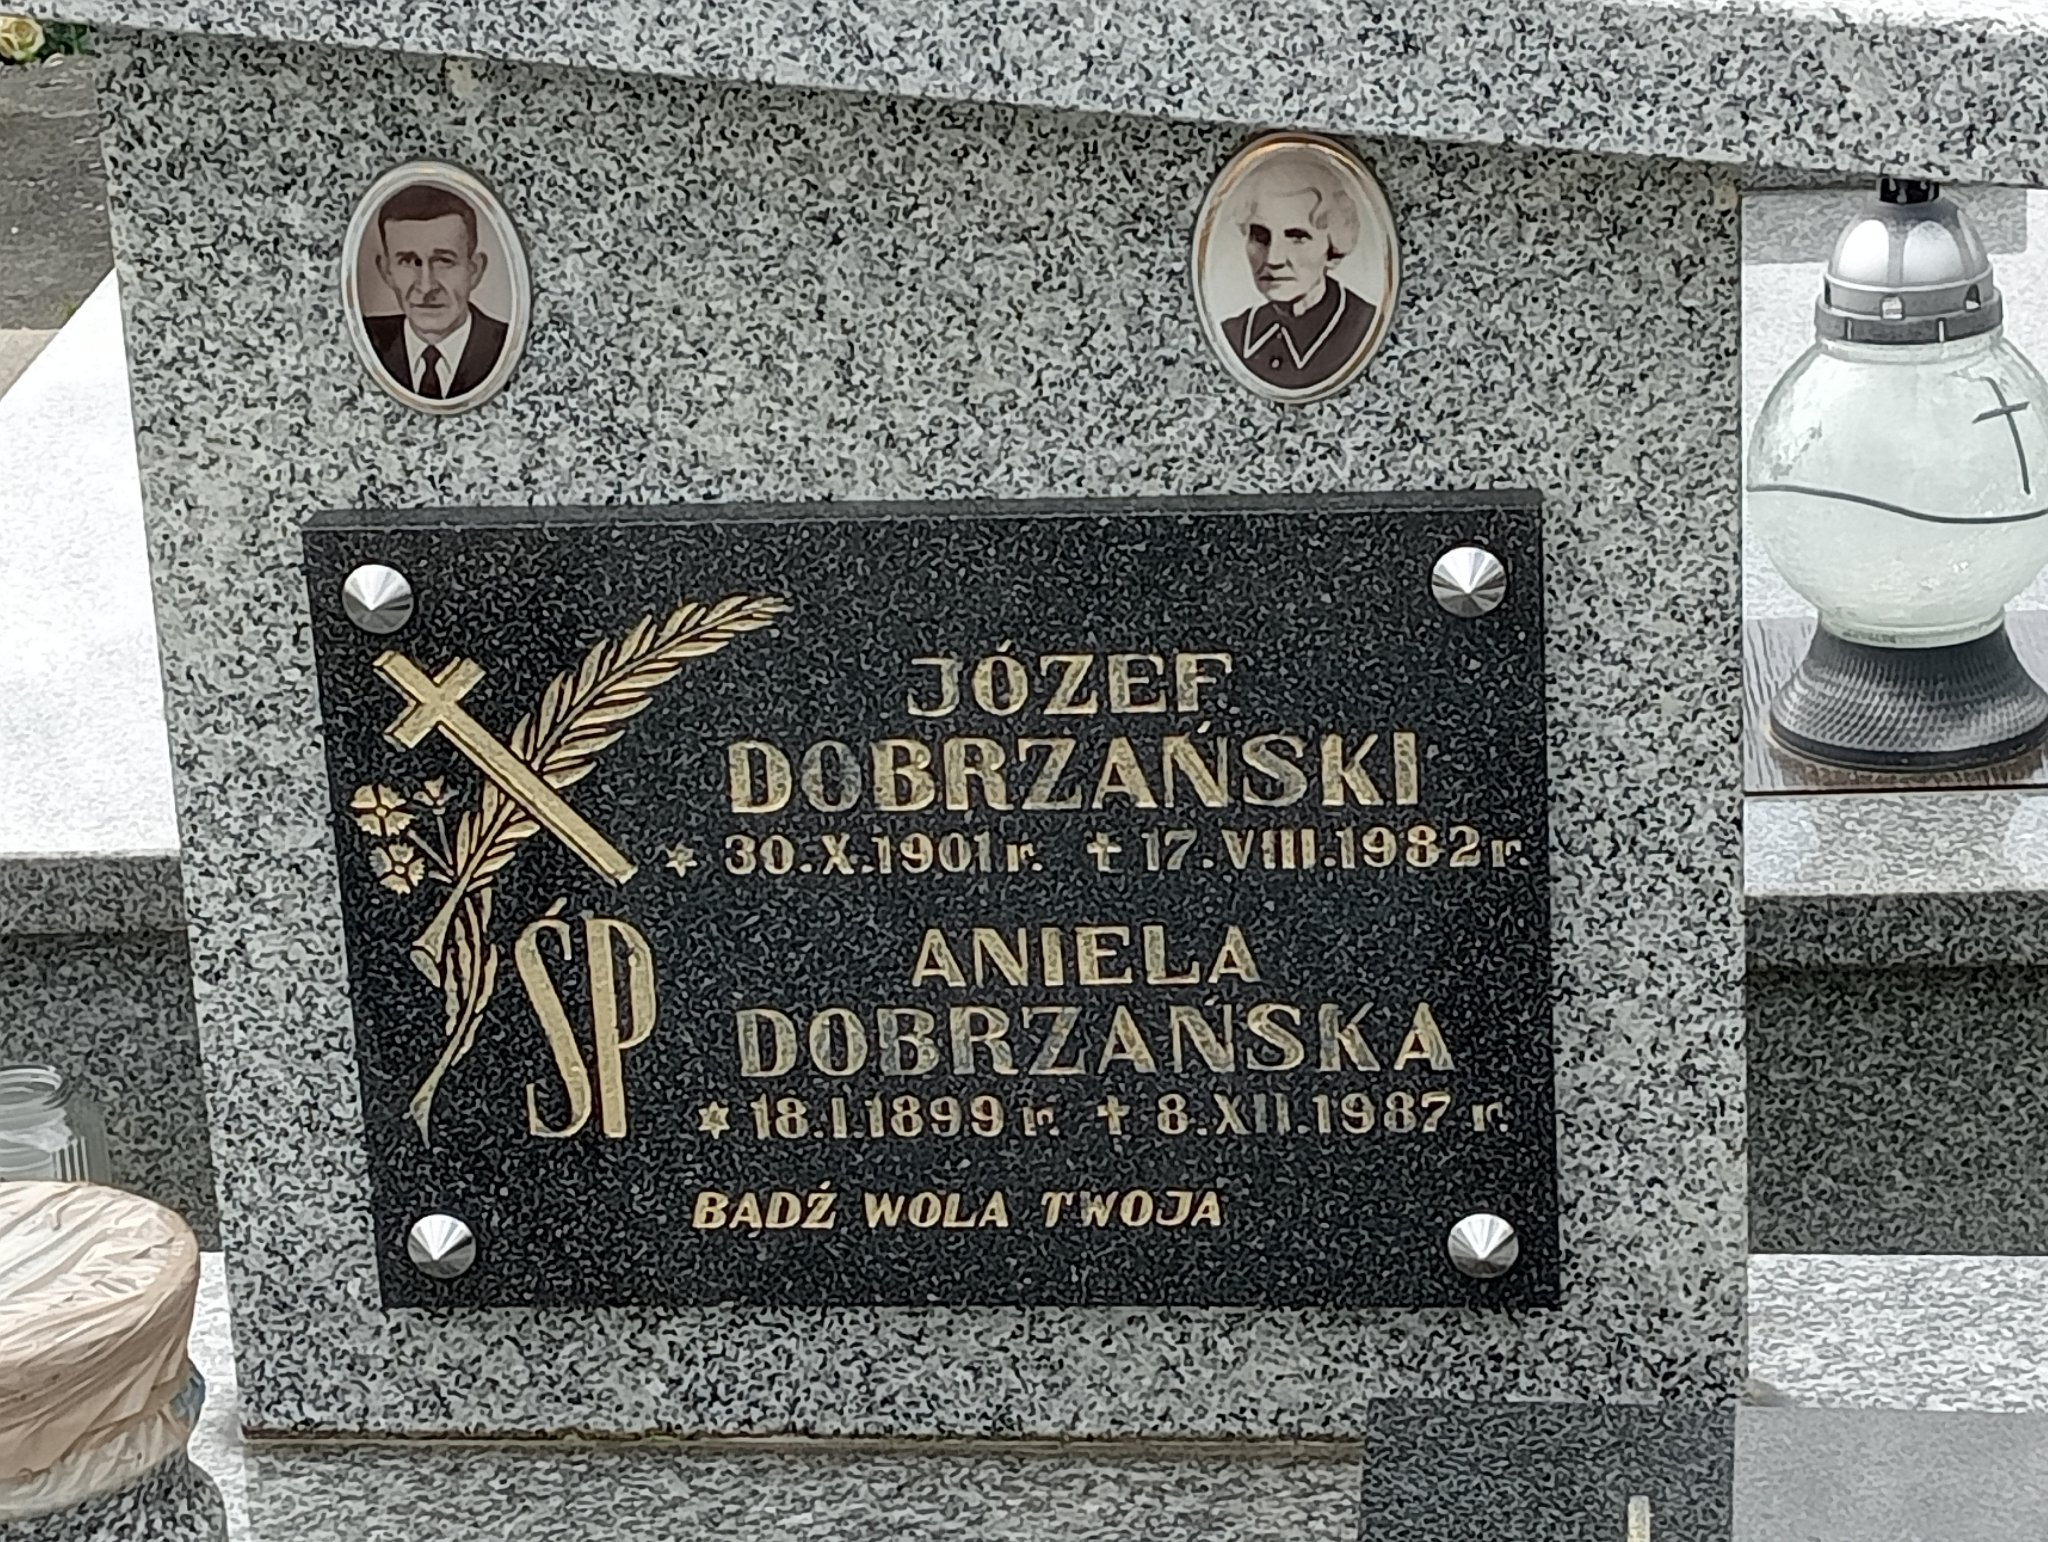 JÓZEF
DOBRZAŃSKI
* 30.X.1901 r. ✝ 17.VIII.1982 r.
ŚP
ANIELA
DOBRZAŃSKA
* 18.I.1899 r. ✝ 8.XII.1987 r.
BĄDŹ WOLA TWOJA